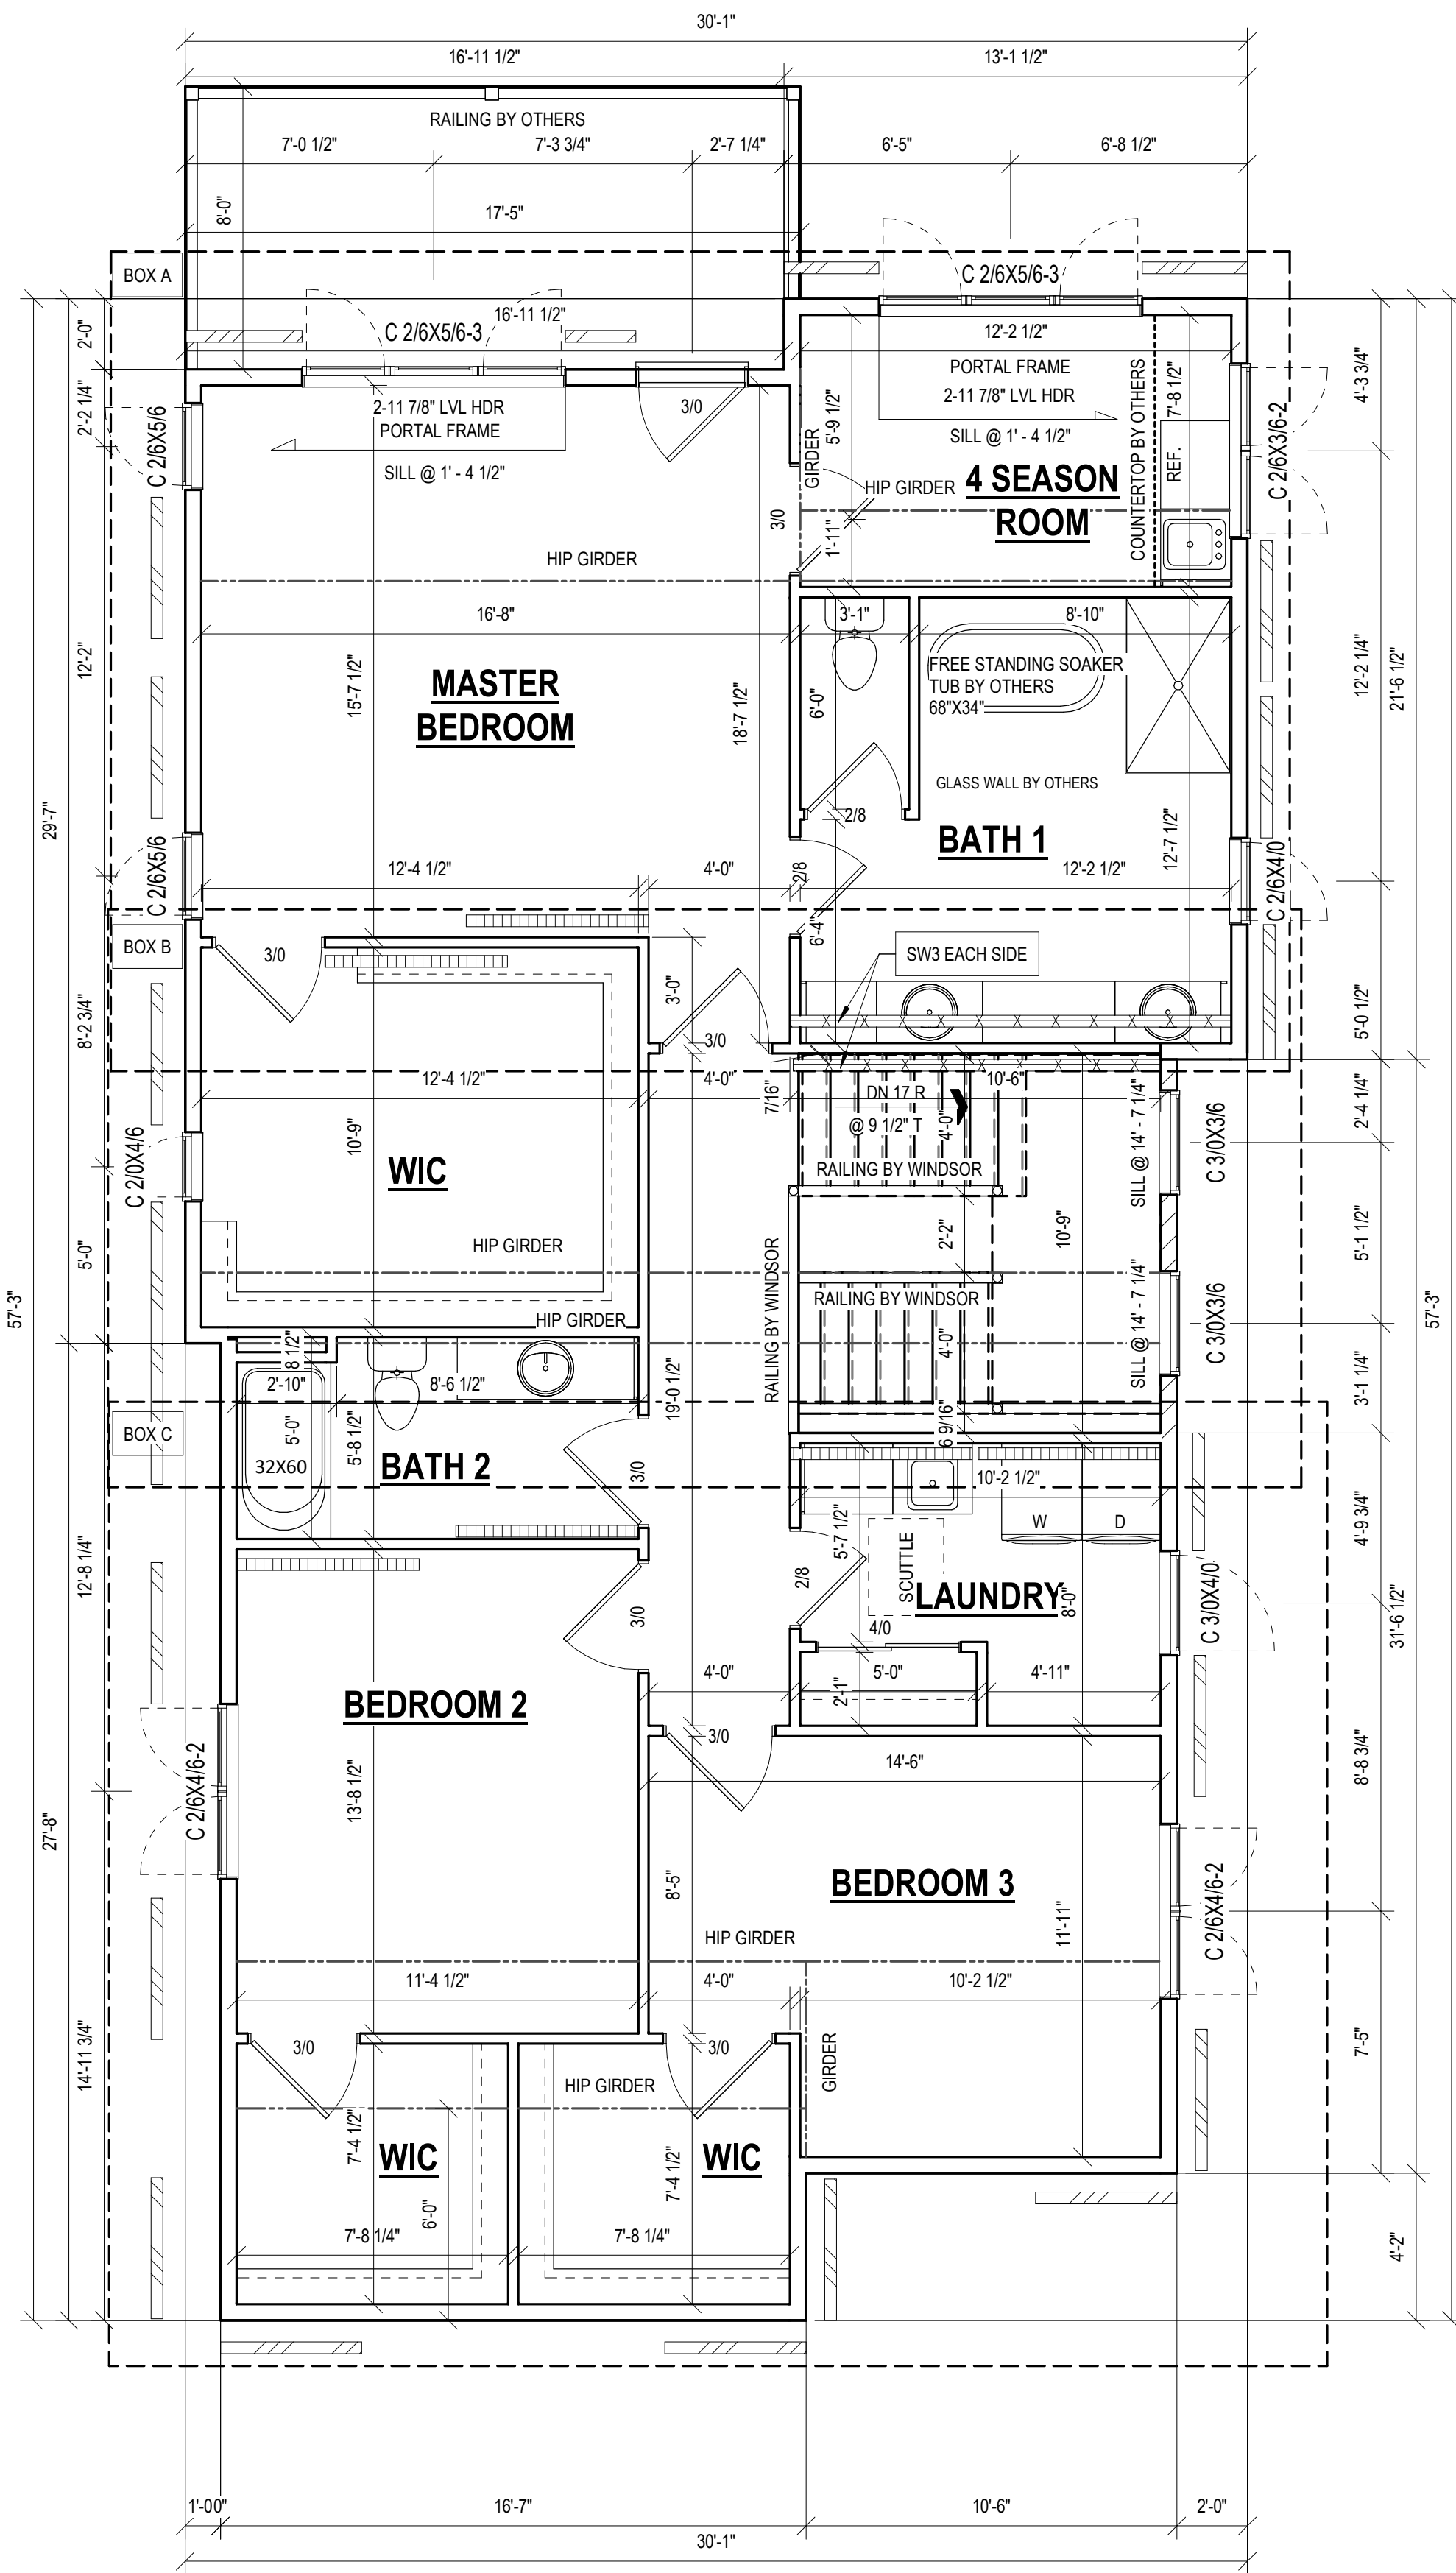 30'-1"
16'-11 1/2"
13'-1 1/2"
RAILING BY OTHERS
7'-0 1/2"
7'-3 3/4"
2'-7 1/4"
6'-5"
6'-8 1/2"
8'-0"
17'-5"
BOX A
C 2/6X5/6-3
16'-11 1/2"
C 2/6X5/6-3
12'-2 1/2"
2'-0"
2'-2 1/4"
C 2/6X5/6
2-11 7/8" LVL HDR
PORTAL FRAME
SILL @ 1' - 4 1/2"
3/0
PORTAL FRAME
2-11 7/8" LVL HDR
SILL @ 1' - 4 1/2"
5'-9 1/2"
GIRDER
COUNTERTOP BY OTHERS
7'-8 1/2"
REF.
C 2/6X3/6-2
4'-3 3/4"
HIP GIRDER
4 SEASON
ROOM
3/0
1'-11"
HIP GIRDER
16'-8"
3'-1"
8'-10"
12'-2"
15'-7 1/2"
MASTER
BEDROOM
18'-7 1/2"
6'-0"
FREE STANDING SOAKER
TUB BY OTHERS
68"X34"
12'-2 1/4"
21'-6 1/2"
GLASS WALL BY OTHERS
2/8
BATH 1
12'-7 1/2"
29'-7"
C 2/6X5/6
12'-4 1/2"
4'-0"
2/8
12'-2 1/2"
C 2/6X4/0
6'-4"
BOX B
3/0
SW3 EACH SIDE
8'-2 3/4"
3'-0"
5'-0 1/2"
3/0
12'-4 1/2"
4'-0"
7/16"
10'-6"
DN 17 R
@ 9 1/2" T
4'-0"
SILL @ 14' - 7 1/4"
C 3/0X3/6
2'-4 1/4"
C 2/0X4/6
10'-9"
WIC
RAILING BY WINDSOR
5'-0"
HIP GIRDER
RAILING BY WINDSOR
2'-2"
10'-9"
5'-1 1/2"
57'-3"
HIP GIRDER
RAILING BY WINDSOR
4'-0"
SILL @ 14' - 7 1/4"
C 3/0X3/6
57'-3"
8 1/2"
2'-10"
8'-6 1/2"
19'-0 1/2"
3'-1 1/4"
BOX C
5'-0"
5'-8 1/2"
6 9/16"
32X60
BATH 2
3/0
10'-2 1/2"
W
D
4'-9 3/4"
12'-8 1/4"
5'-7 1/2"
2/8
SCUTTLE
LAUNDRY
8'-0"
C 3/0X4/0
31'-6 1/2"
3/0
4/0
4'-0"
5'-0"
4'-11"
2'-1"
BEDROOM 2
3/0
14'-6"
C 2/6X4/6-2
13'-8 1/2"
8'-8 3/4"
27'-8"
8'-5"
BEDROOM 3
11'-11"
C 2/6X4/6-2
HIP GIRDER
11'-4 1/2"
4'-0"
10'-2 1/2"
14'-11 3/4"
3/0
3/0
7'-5"
HIP GIRDER
GIRDER
7'-4 1/2"
WIC
7'-4 1/2"
WIC
6'-0"
7'-8 1/4"
7'-8 1/4"
4'-2"
1'-00"
16'-7"
10'-6"
2'-0"
30'-1"